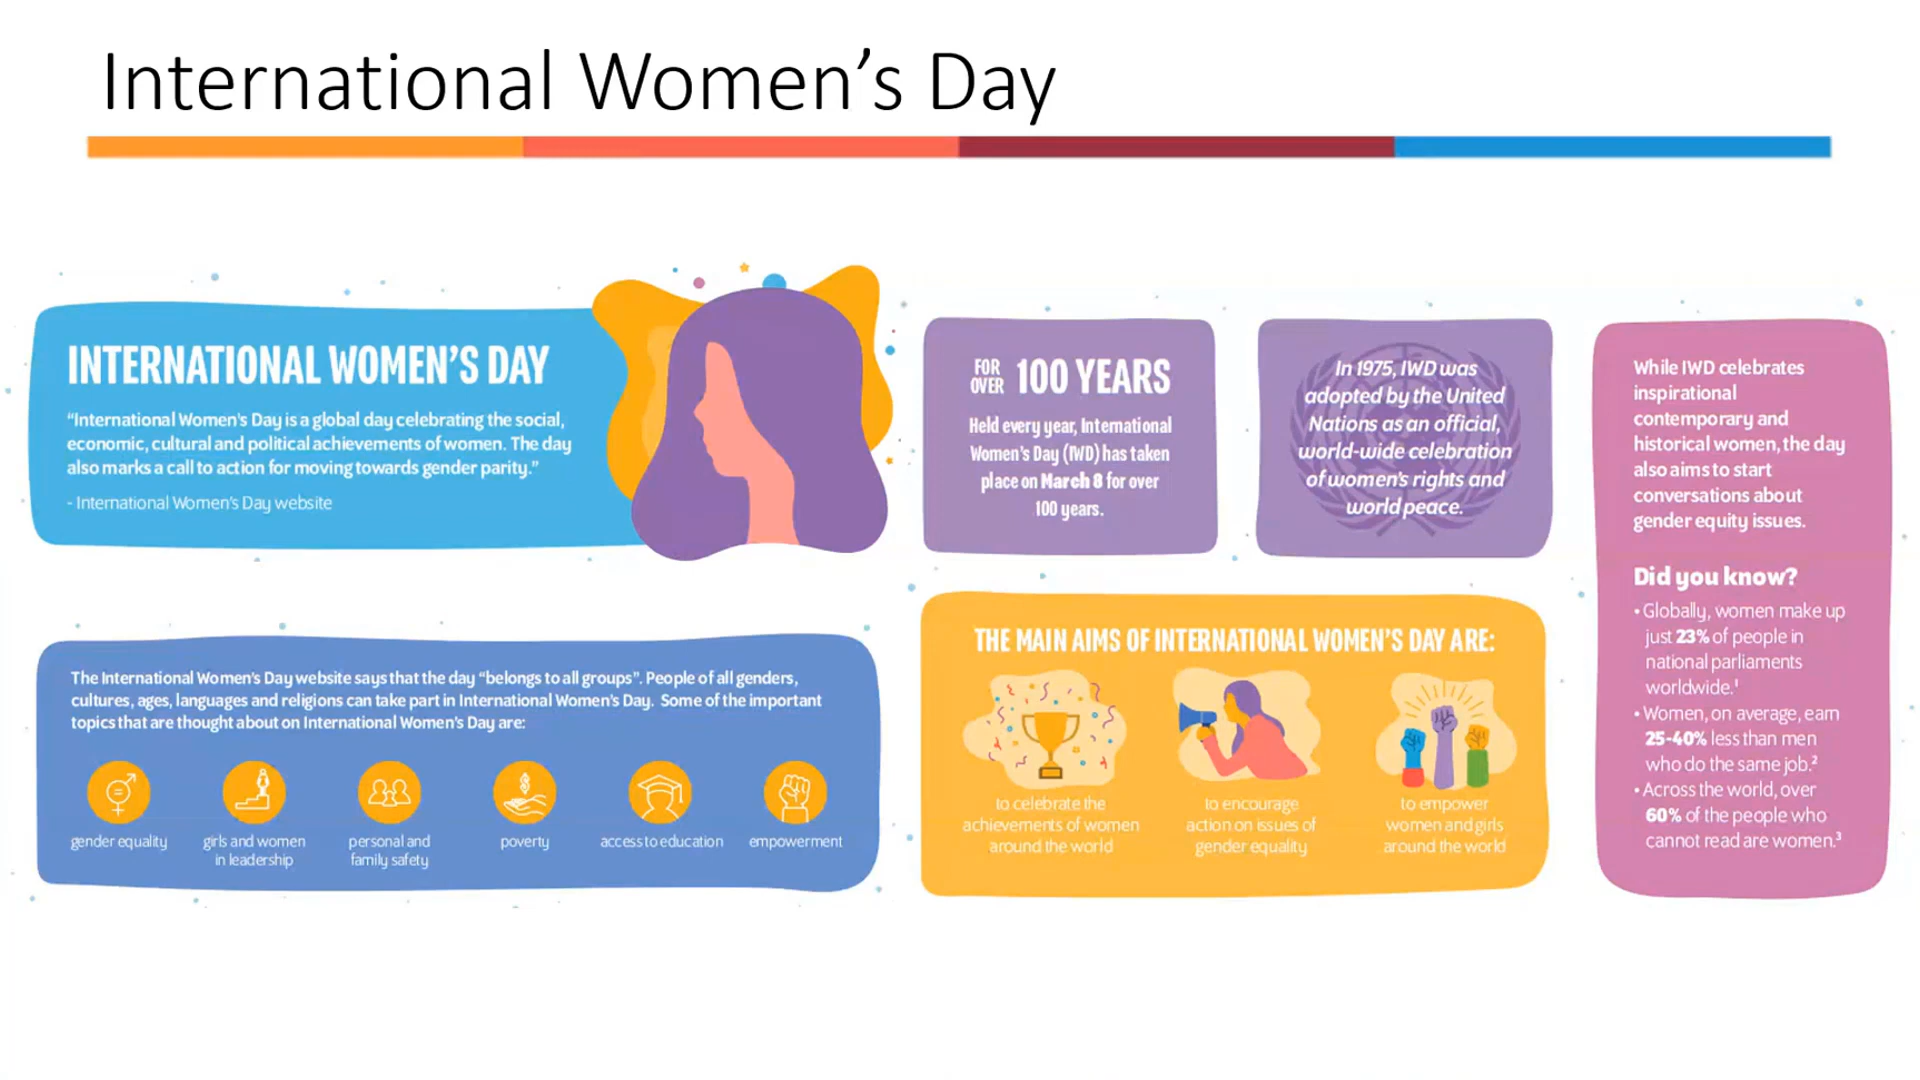 International Women’s Day
INTERNATIONAL WOMEN’S DAY
“International Women’s Day is a global day celebrating the social,
economic, cultural and political achievements of women. The day
also marks a call to action for moving towards gender parity.”
- International Women’s Day website
FOR
OVER
100 YEARS
Held every year, International
Women’s Day (IWD) has taken
place on March 8 for over
100 years.
In 1975, IWD was
adopted by the United
Nations as an official,
world-wide celebration
of women’s rights and
world peace.
While IWD celebrates
inspirational
contemporary and
historical women, the day
also aims to start
conversations about
gender equity issues.
Did you know?
• Globally, women make up
just 23% of people in
national parliaments
worldwide.¹
• Women, on average, earn
25-40% less than men
who do the same job.²
• Across the world, over
60% of the people who
cannot read are women.³
The International Women’s Day website says that the day “belongs to all groups”. People of all genders,
cultures, ages, languages and religions can take part in International Women’s Day. Some of the important
topics that are thought about on International Women’s Day are:
gender equality
girls and women
in leadership
personal and
family safety
poverty
access to education
empowerment
THE MAIN AIMS OF INTERNATIONAL WOMEN’S DAY ARE:
to celebrate the
achievements of women
around the world
to encourage
action on issues of
gender equality
to empower
women and girls
around the world